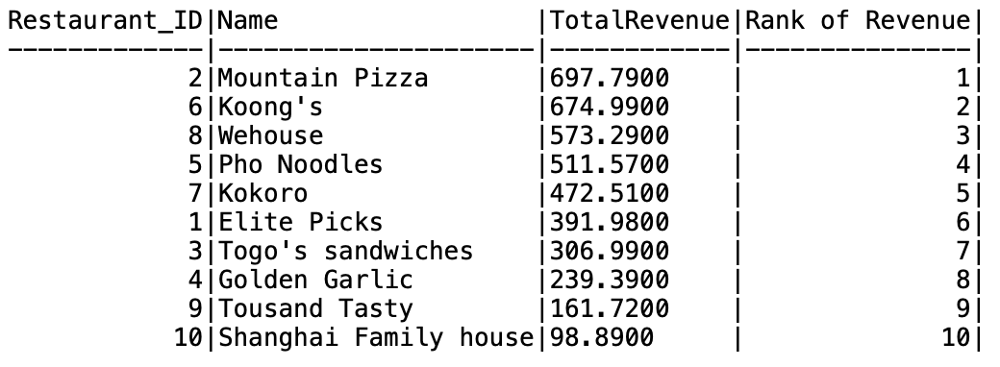 Restaurant_ID|Name                 |TotalRevenue|Rank of Revenue|
-------------|---------------------|------------|---------------|
            2|Mountain Pizza       |697.7900    |              1|
            6|Koong's              |674.9900    |              2|
            8|Wehouse              |573.2900    |              3|
            5|Pho Noodles          |511.5700    |              4|
            7|Kokoro               |472.5100    |              5|
            1|Elite Picks          |391.9800    |              6|
            3|Togo's sandwiches    |306.9900    |              7|
            4|Golden Garlic        |239.3900    |              8|
            9|Tousand Tasty        |161.7200    |              9|
           10|Shanghai Family house|98.8900     |             10|